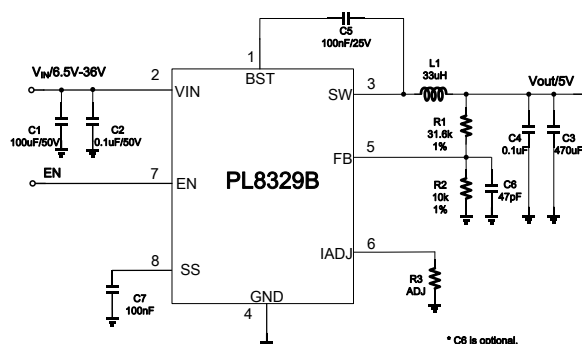 C5
100nF/25V
1
BST
L1
33uH
VIN/6.5V-36V
2
VIN
SW
3
Vout/5V
C1
100uF/50V
C2
0.1uF/50V
R1
31.6k
1%
C4
0.1uF
C3
470uF
FB
5
EN
7
EN
PL8329B
R2
10k
1%
C6
47pF
IADJ
6
8
SS
R3
ADJ
C7
100nF
GND
4
* C6 is optional.